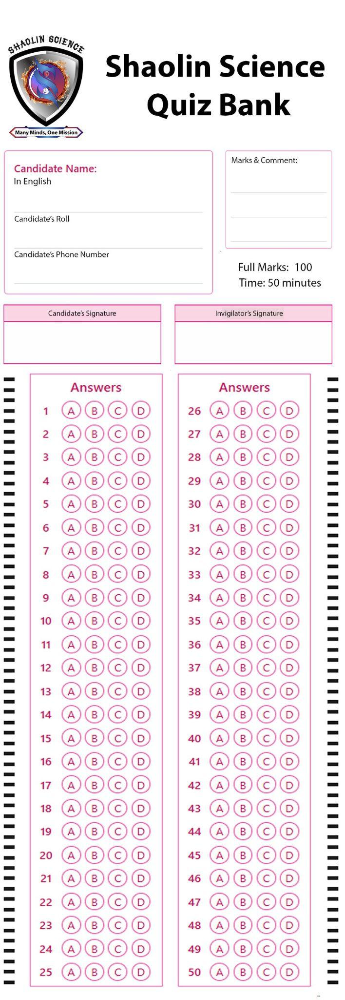 SHAOLIN SCIENCE
Many Minds, One Mission
Shaolin Science
Quiz Bank
Candidate Name:
In English
Candidate's Roll
Candidate's Phone Number
Marks & Comment:
Full Marks: 100
Time: 50 minutes
Candidate's Signature
Invigilator's Signature
Answers
1 A B C D
2 A B C D
3 A B C D
4 A B C D
5 A B C D
6 A B C D
7 A B C D
8 A B C D
9 A B C D
10 A B C D
11 A B C D
12 A B C D
13 A B C D
14 A B C D
15 A B C D
16 A B C D
17 A B C D
18 A B C D
19 A B C D
20 A B C D
21 A B C D
22 A B C D
23 A B C D
24 A B C D
25 A B C D
Answers
26 A B C D
27 A B C D
28 A B C D
29 A B C D
30 A B C D
31 A B C D
32 A B C D
33 A B C D
34 A B C D
35 A B C D
36 A B C D
37 A B C D
38 A B C D
39 A B C D
40 A B C D
41 A B C D
42 A B C D
43 A B C D
44 A B C D
45 A B C D
46 A B C D
47 A B C D
48 A B C D
49 A B C D
50 A B C D